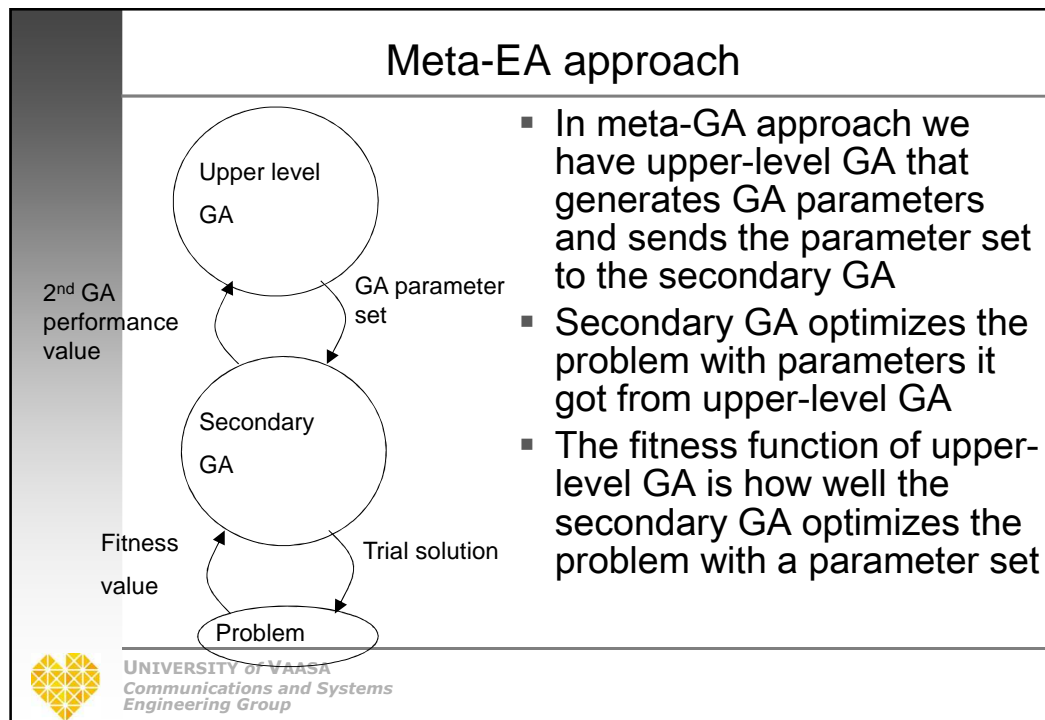 Meta-EA approach
Upper level
GA
2nd GA
performance
value
GA parameter
set
Secondary
GA
Fitness
value
Trial solution
Problem
▪ In meta-GA approach we
have upper-level GA that
generates GA parameters
and sends the parameter set
to the secondary GA
▪ Secondary GA optimizes the
problem with parameters it
got from upper-level GA
▪ The fitness function of upper-
level GA is how well the
secondary GA optimizes the
problem with a parameter set
UNIVERSITY of VAASA
Communications and Systems
Engineering Group